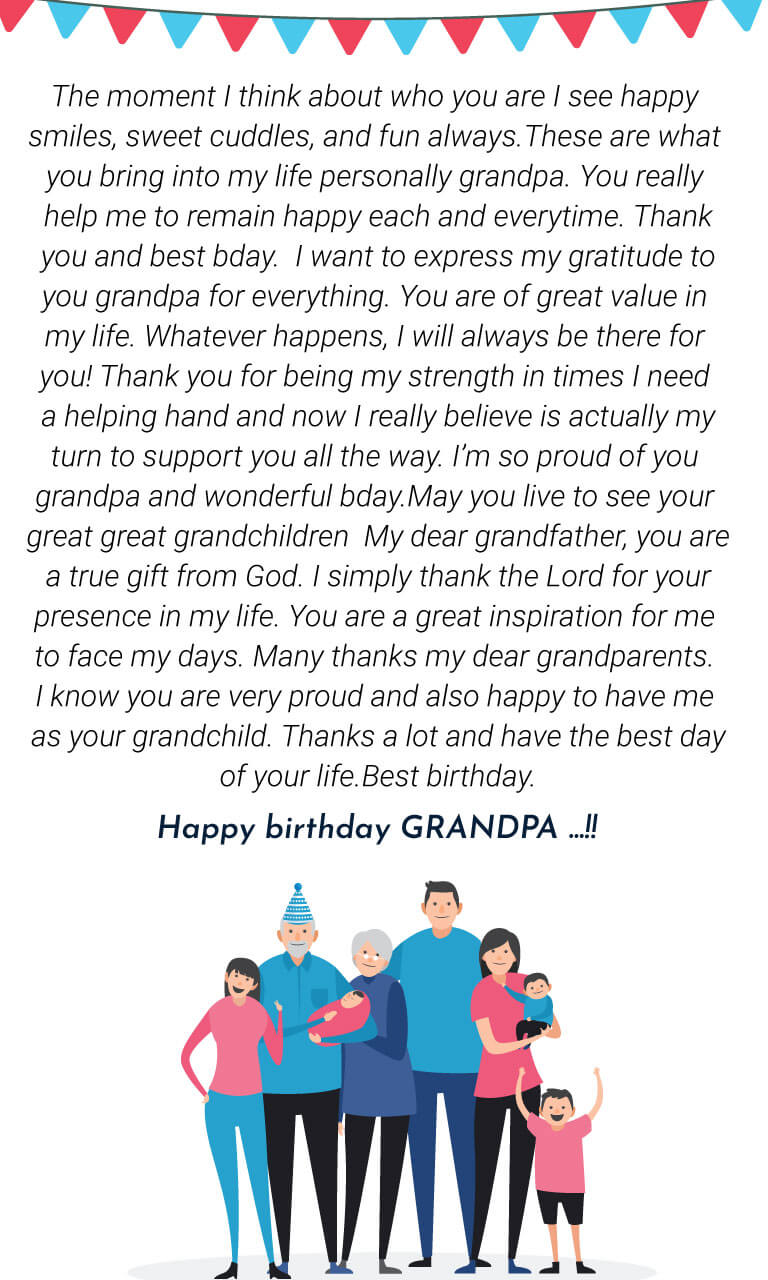 The moment I think about who you are I see happy
smiles, sweet cuddles, and fun always.These are what
you bring into my life personally grandpa. You really
help me to remain happy each and everytime. Thank
you and best bday.  I want to express my gratitude to
you grandpa for everything. You are of great value in
my life. Whatever happens, I will always be there for
you! Thank you for being my strength in times I need
a helping hand and now I really believe is actually my
turn to support you all the way. I’m so proud of you
grandpa and wonderful bday.May you live to see your
great great grandchildren  My dear grandfather, you are
a true gift from God. I simply thank the Lord for your
presence in my life. You are a great inspiration for me
to face my days. Many thanks my dear grandparents.
I know you are very proud and also happy to have me
as your grandchild. Thanks a lot and have the best day
of your life.Best birthday.
Happy birthday GRANDPA ...!!